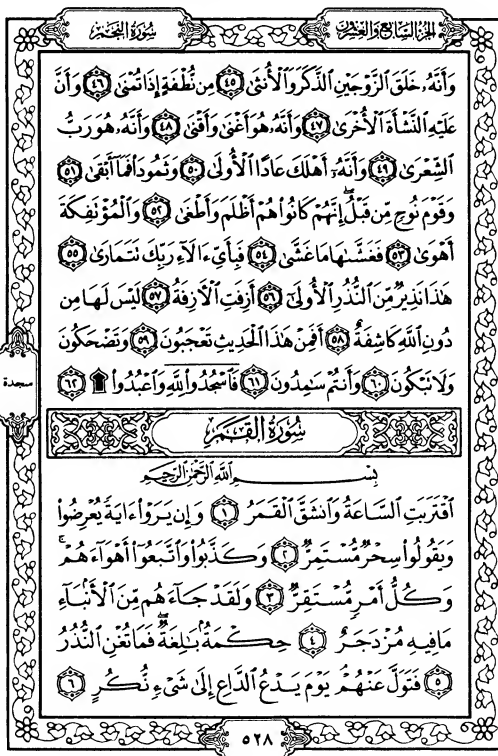 الجزء السابع والعشرون
سورة النجم
وَأَنَّهُۥ خَلَقَ ٱلزَّوْجَيْنِ ٱلذَّكَرَ وَٱلْأُنثَىٰ ٤٥ مِن نُّطْفَةٍ إِذَا تُمْنَىٰ ٤٦ وَأَنَّ
عَلَيْهِ ٱلنَّشْأَةَ ٱلْأُخْرَىٰ ٤٧ وَأَنَّهُۥ هُوَ أَغْنَىٰ وَأَقْنَىٰ ٤٨ وَأَنَّهُۥ هُوَ رَبُّ
ٱلشِّعْرَىٰ ٤٩ وَأَنَّهُۥٓ أَهْلَكَ عَادًا ٱلْأُولَىٰ ٥٠ وَثَمُودَا۟ فَمَآ أَبْقَىٰ ٥١
وَقَوْمَ نُوحٍ مِّن قَبْلُ ۖ إِنَّهُمْ كَانُوا۟ هُمْ أَظْلَمَ وَأَطْغَىٰ ٥٢ وَٱلْمُؤْتَفِكَةَ
أَهْوَىٰ ٥٣ فَغَشَّىٰهَا مَا غَشَّىٰ ٥٤ فَبِأَىِّ ءَالَآءِ رَبِّكَ تَتَمَارَىٰ ٥٥
هَٰذَا نَذِيرٌ مِّنَ ٱلنُّذُرِ ٱلْأُولَىٰٓ ٥٦ أَزِفَتِ ٱلْءَازِفَةُ ٥٧ لَيْسَ لَهَا مِن
دُونِ ٱللَّهِ كَاشِفَةٌ ٥٨ أَفَمِنْ هَٰذَا ٱلْحَدِيثِ تَعْجَبُونَ ٥٩ وَتَضْحَكُونَ
وَلَا تَبْكُونَ ٦٠ وَأَنتُمْ سَٰمِدُونَ ٦١ فَٱسْجُدُوا۟ لِلَّهِ وَٱعْبُدُوا۟ ۩ ٦٢
سجدة
سُورَةُ القَمَرِ
بِسْمِ ٱللَّهِ ٱلرَّحْمَٰنِ ٱلرَّحِيمِ
ٱقْتَرَبَتِ ٱلسَّاعَةُ وَٱنشَقَّ ٱلْقَمَرُ ١ وَإِن يَرَوْا۟ ءَايَةً يُعْرِضُوا۟
وَيَقُولُوا۟ سِحْرٌ مُّسْتَمِرٌّ ٢ وَكَذَّبُوا۟ وَٱتَّبَعُوٓا۟ أَهْوَآءَهُمْ ۚ
وَكُلُّ أَمْرٍ مُّسْتَقِرٌّ ٣ وَلَقَدْ جَآءَهُم مِّنَ ٱلْأَنۢبَآءِ
مَا فِيهِ مُزْدَجَرٌ ٤ حِكْمَةٌۢ بَٰلِغَةٌ ۖ فَمَا تُغْنِ ٱلنُّذُرُ
٥ فَتَوَلَّ عَنْهُمْ ۘ يَوْمَ يَدْعُ ٱلدَّاعِ إِلَىٰ شَىْءٍ نُّكُرٍ ٦
٥٢٨